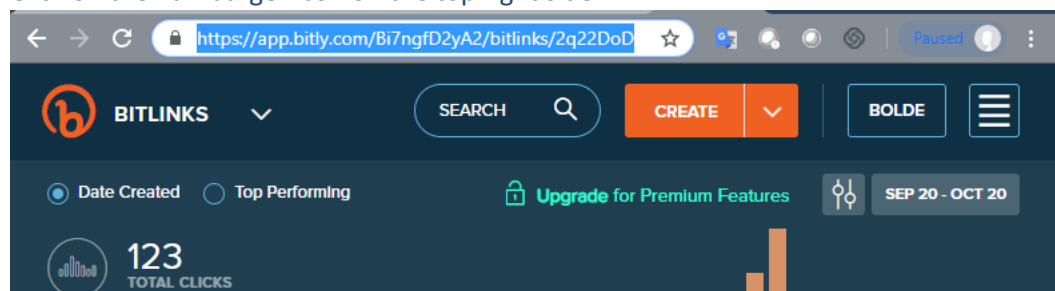 https://app.bitly.com/Bi7ngfD2yA2/bitlinks/2q22DoD Paused
BITLINKS SEARCH CREATE BOLDE
Date Created Top Performing Upgrade for Premium Features SEP 20 - OCT 20
123
TOTAL CLICKS